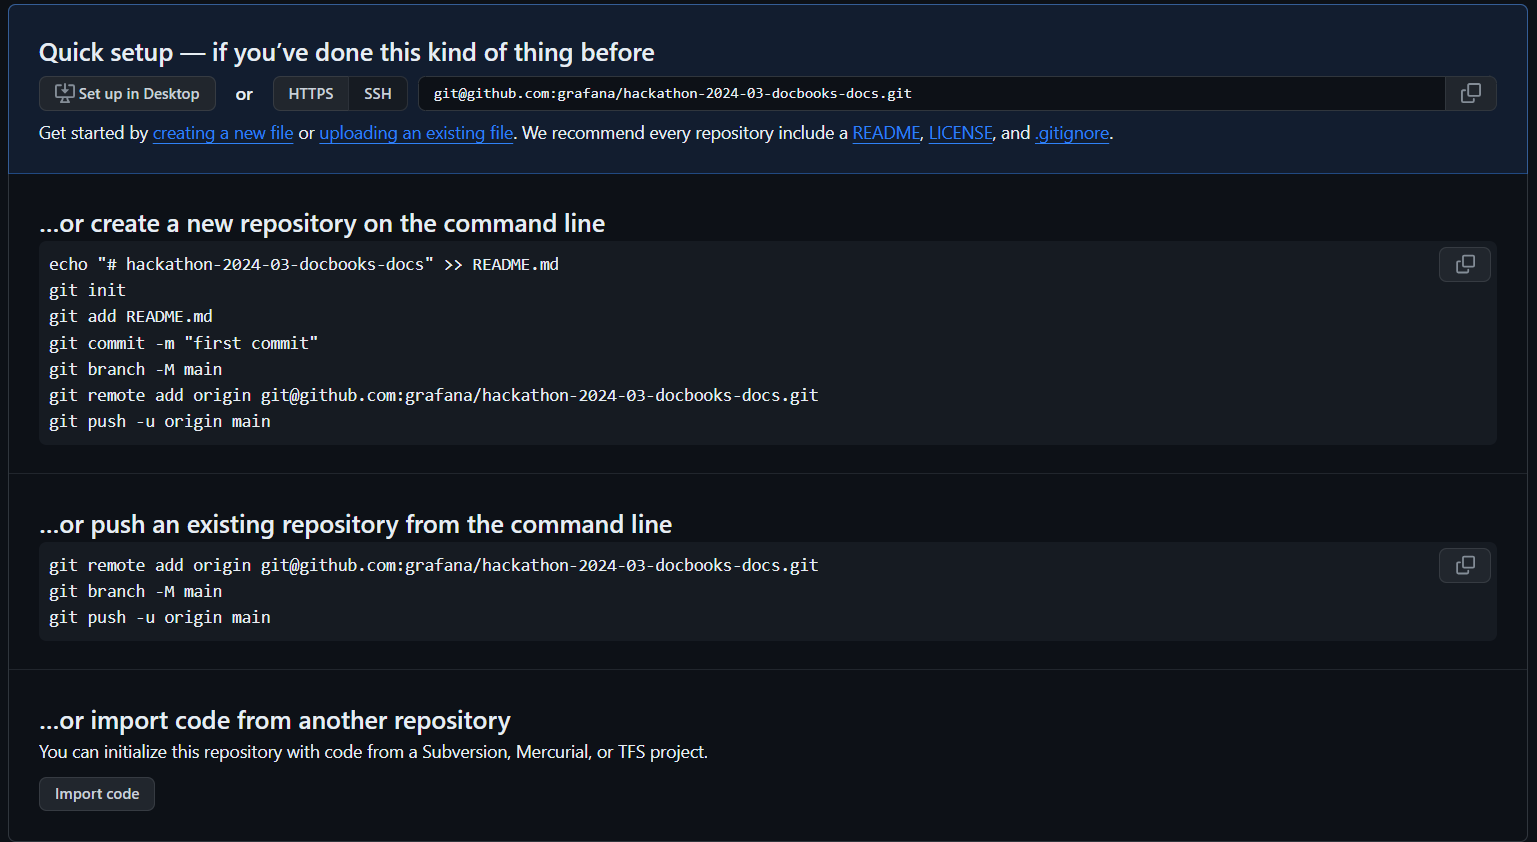 Quick setup — if you’ve done this kind of thing before
Set up in Desktop or HTTPS SSH git@github.com:grafana/hackathon-2024-03-docbooks-docs.git
Get started by creating a new file or uploading an existing file. We recommend every repository include a README, LICENSE, and .gitignore.
…or create a new repository on the command line
echo "# hackathon-2024-03-docbooks-docs" >> README.md
git init
git add README.md
git commit -m "first commit"
git branch -M main
git remote add origin git@github.com:grafana/hackathon-2024-03-docbooks-docs.git
git push -u origin main
…or push an existing repository from the command line
git remote add origin git@github.com:grafana/hackathon-2024-03-docbooks-docs.git
git branch -M main
git push -u origin main
…or import code from another repository
You can initialize this repository with code from a Subversion, Mercurial, or TFS project.
Import code